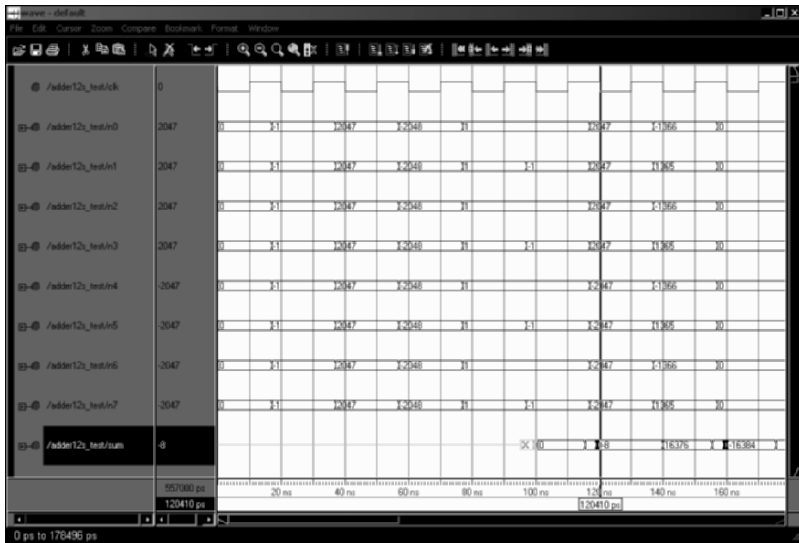 wave - default
File Edit Cursor Zoom Compare Bookmark Format Window
/adder12s_test/clk 0
/adder12s_test/n0 2047 0 -1 2047 -2048 1 2047 -1366 0
/adder12s_test/n1 2047 0 -1 2047 -2048 1 -1 2047 1365 0
/adder12s_test/n2 2047 0 -1 2047 -2048 1 2047 -1366 0
/adder12s_test/n3 2047 0 -1 2047 -2048 1 -1 2047 1365 0
/adder12s_test/n4 -2047 0 -1 2047 -2048 1 -2047 -1366 0
/adder12s_test/n5 -2047 0 -1 2047 -2048 1 -1 -2047 1365 0
/adder12s_test/n6 -2047 0 -1 2047 -2048 1 -2047 -1366 0
/adder12s_test/n7 -2047 0 -1 2047 -2048 1 -1 -2047 1365 0
/adder12s_test/sum -8 0 -8 16376 -16384
557000 ps 20 ns 40 ns 60 ns 80 ns 100 ns 120 ns 140 ns 160 ns
120410 ps 120410 ps
0 ps to 178496 ps